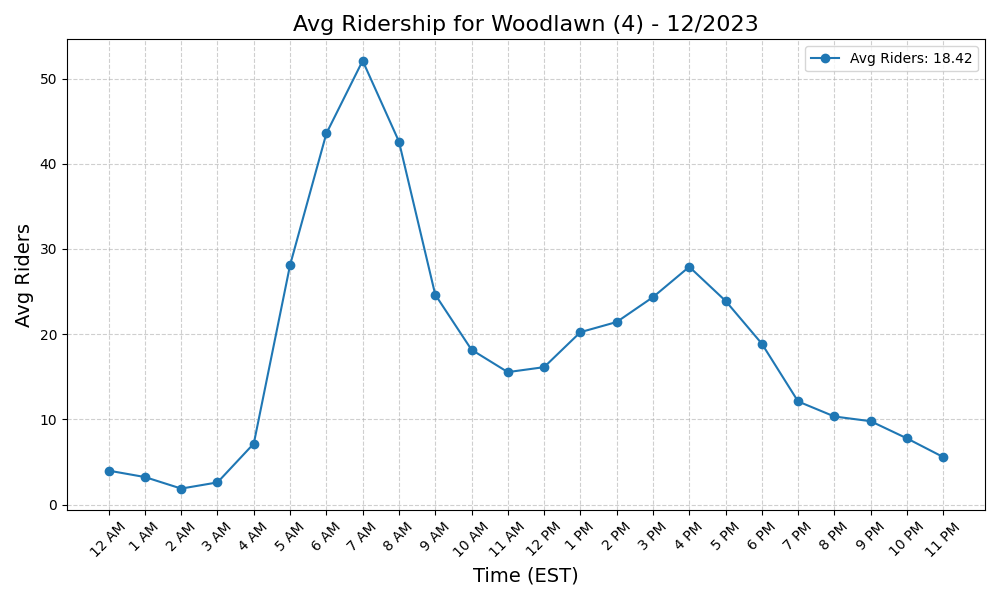 Avg Ridership for Woodlawn (4) - 12/2023
Avg Riders: 18.42
Avg Riders
50
40
30
20
10
0
12 AM
1 AM
2 AM
3 AM
4 AM
5 AM
6 AM
7 AM
8 AM
9 AM
10 AM
11 AM
12 PM
1 PM
2 PM
3 PM
4 PM
5 PM
6 PM
7 PM
8 PM
9 PM
10 PM
11 PM
Time (EST)